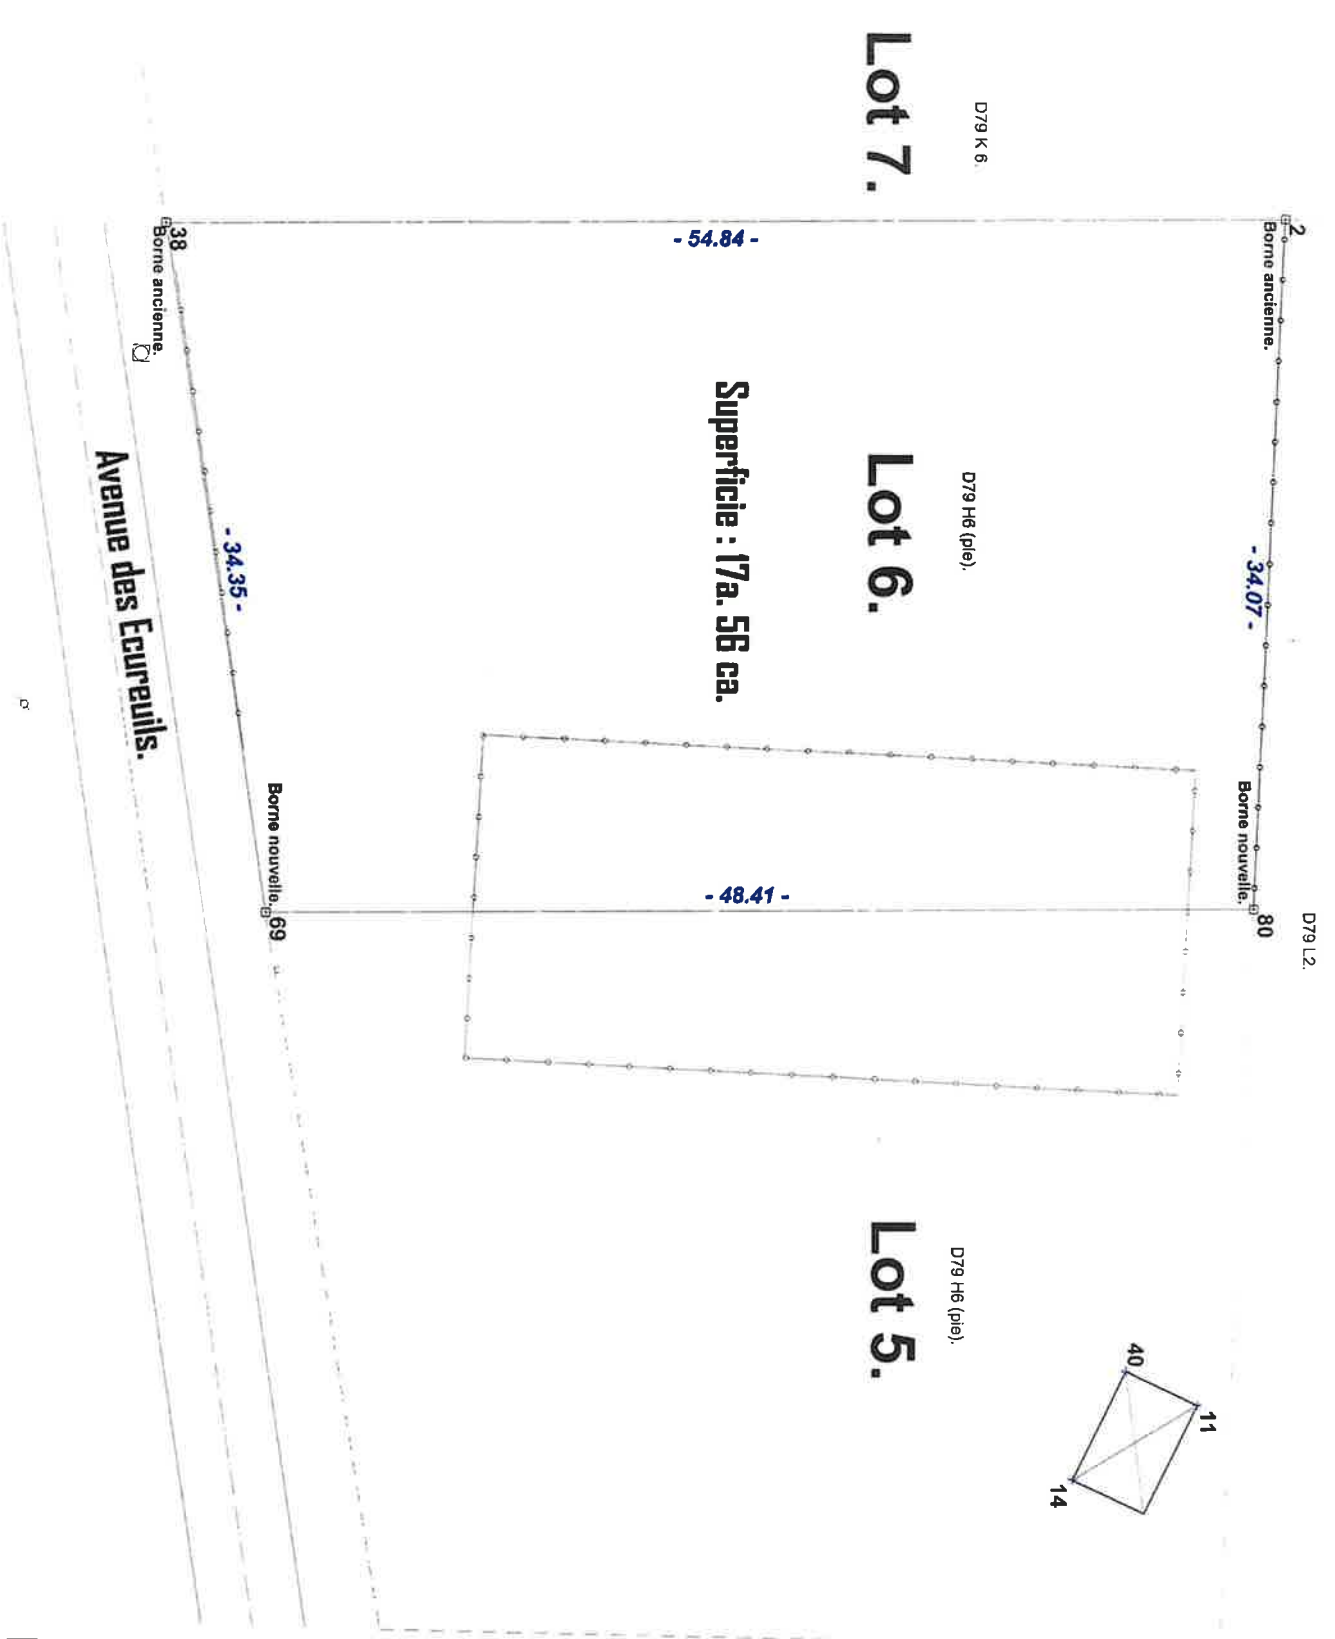 D79 L2.
2
Borne ancienne.
- 34.07 -
Borne nouvelle.
80
D79 K 6.
Lot 7.
D79 H6 (pie).
Lot 6.
Superficie : 17a. 56 ca.
- 54.84 -
- 48.41 -
D79 H6 (pie).
Lot 5.
11
40
14
38
Borne ancienne.
- 34.35 -
Borne nouvelle.
69
Avenue des Ecureuils.